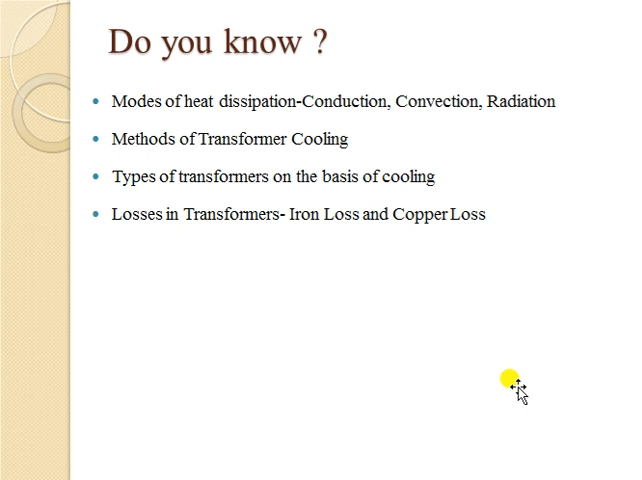 Do you know ?
Modes of heat dissipation-Conduction, Convection, Radiation
Methods of Transformer Cooling
Types of transformers on the basis of cooling
Losses in Transformers- Iron Loss and Copper Loss